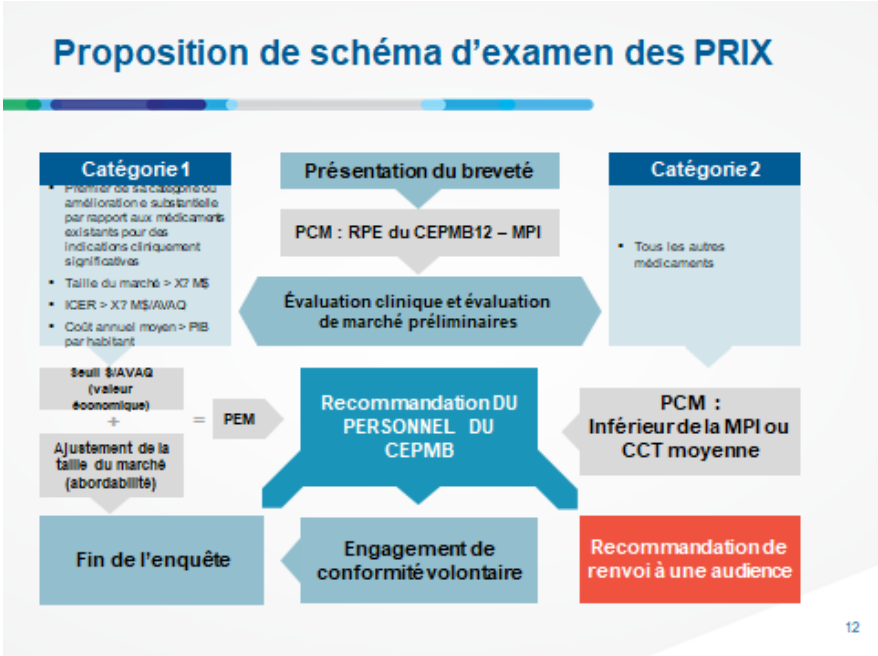 Proposition de schéma d’examen des PRIX
Catégorie 1
• Premier de sa catégorie ou
amélioration e substantielle
par rapport aux médicaments
existants pour des
indications cliniquement
significatives
• Taille du marché > X? M$
• ICER > X? M$/AVAQ
• Coût annuel moyen > PIB
par habitant
Présentation du breveté
PCM : RPE du CEPMB12 – MPI
Évaluation clinique et évaluation
de marché préliminaires
Catégorie 2
• Tous les autres
médicaments
Seuil $/AVAQ
(valeur
économique)
+
Ajustement de la
taille du marché
(abordabilité)
=
PEM
Recommandation DU
PERSONNEL DU
CEPMB
PCM :
Inférieur de la MPI ou
CCT moyenne
Fin de l’enquête
Engagement de
conformité volontaire
Recommandation de
renvoi à une audience
12